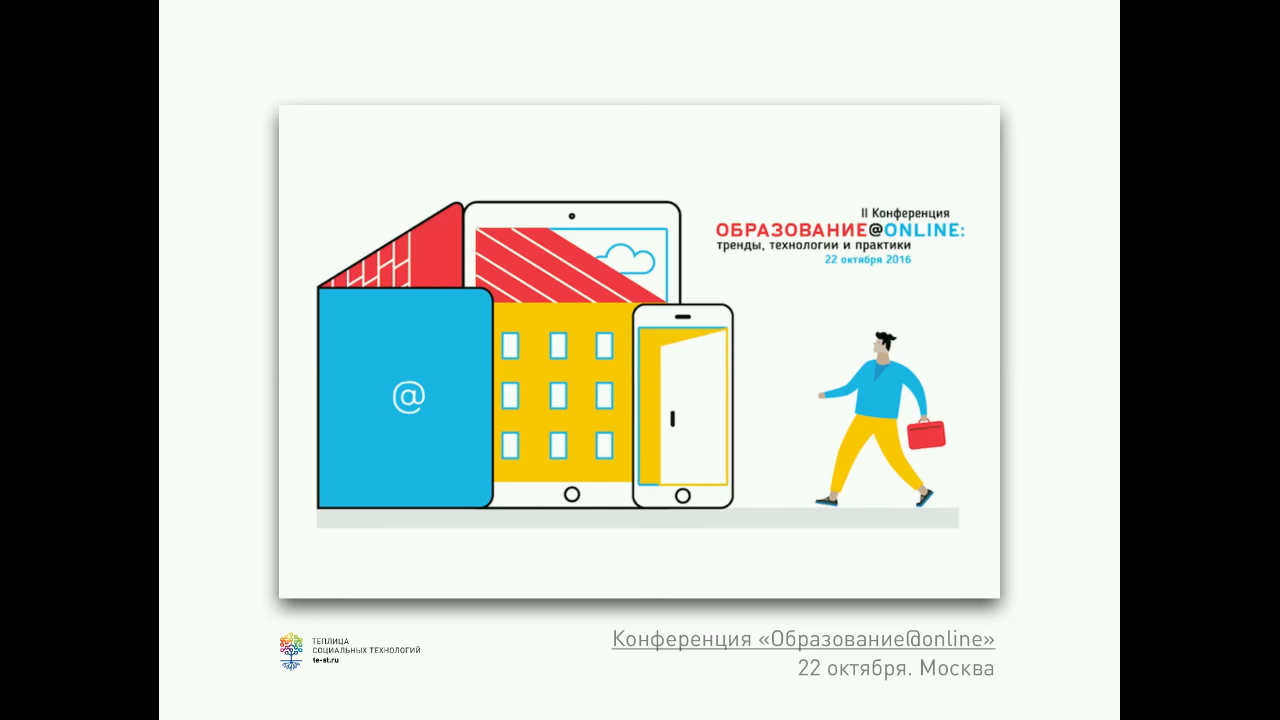 II Конференция
ОБРАЗОВАНИЕ@ONLINE:
тренды, технологии и практики
22 октября 2016
@
ТЕПЛИЦА
СОЦИАЛЬНЫХ ТЕХНОЛОГИЙ
te-st.ru
Конференция «Образование@online»
22 октября. Москва